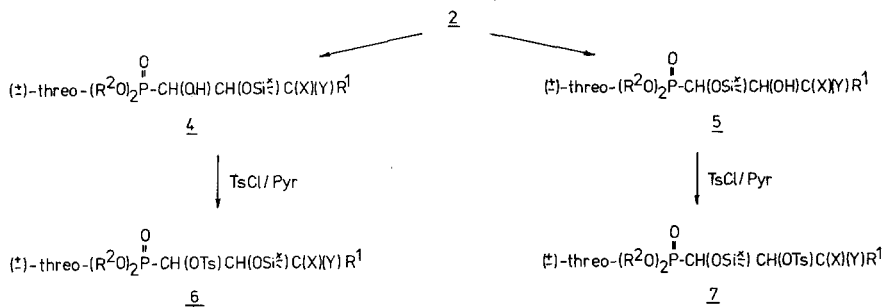 2
(±)-threo-(R²O)₂P(=O)-CH(OH)CH(OSi≡ˣ)C(X)(Y)R¹ (±)-threo-(R²O)₂P(=O)-CH(OSi≡ˣ)CH(OH)C(X)(Y)R¹
4 5
TsCl/Pyr TsCl/Pyr
(±)-threo-(R²O)₂P(=O)-CH(OTs)CH(OSi≡ˣ)C(X)(Y)R¹ (±)-threo-(R²O)₂P(=O)-CH(OSi≡ˣ)CH(OTs)C(X)(Y)R¹
6 7